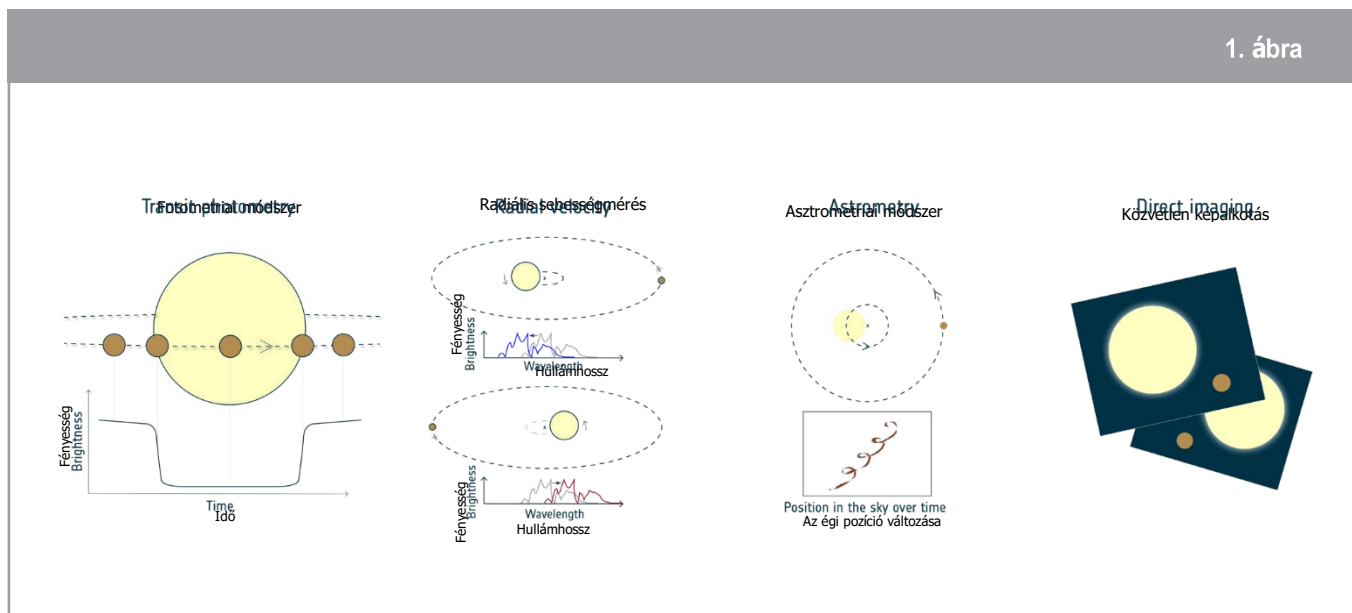 1. ábra
Transit photometry
Fotometriai módszer
Fényesség
Brightness
Time
Idő
Radial velocity
Radiális sebességmérés
Fényesség
Brightness
Wavelength
Hullámhossz
Fényesség
Brightness
Wavelength
Hullámhossz
Astrometry
Asztrometriai módszer
Position in the sky over time
Az égi pozíció változása
Direct imaging
Közvetlen képalkotás